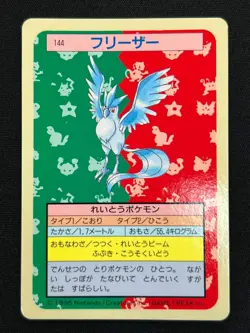 144
フリーザー
れいとうポケモン
タイプ1／こおり タイプ2／ひこう
たかさ／1.7メートル おもさ／55.4キログラム
おもなわざ／つつく・れいとうビーム
ふぶき・こうそくいどう
でんせつの とりポケモンの ひとつ。 なが
い しっぽが たなびいて とんでいく すが
たは すばらしい。
© 1995 Nintendo